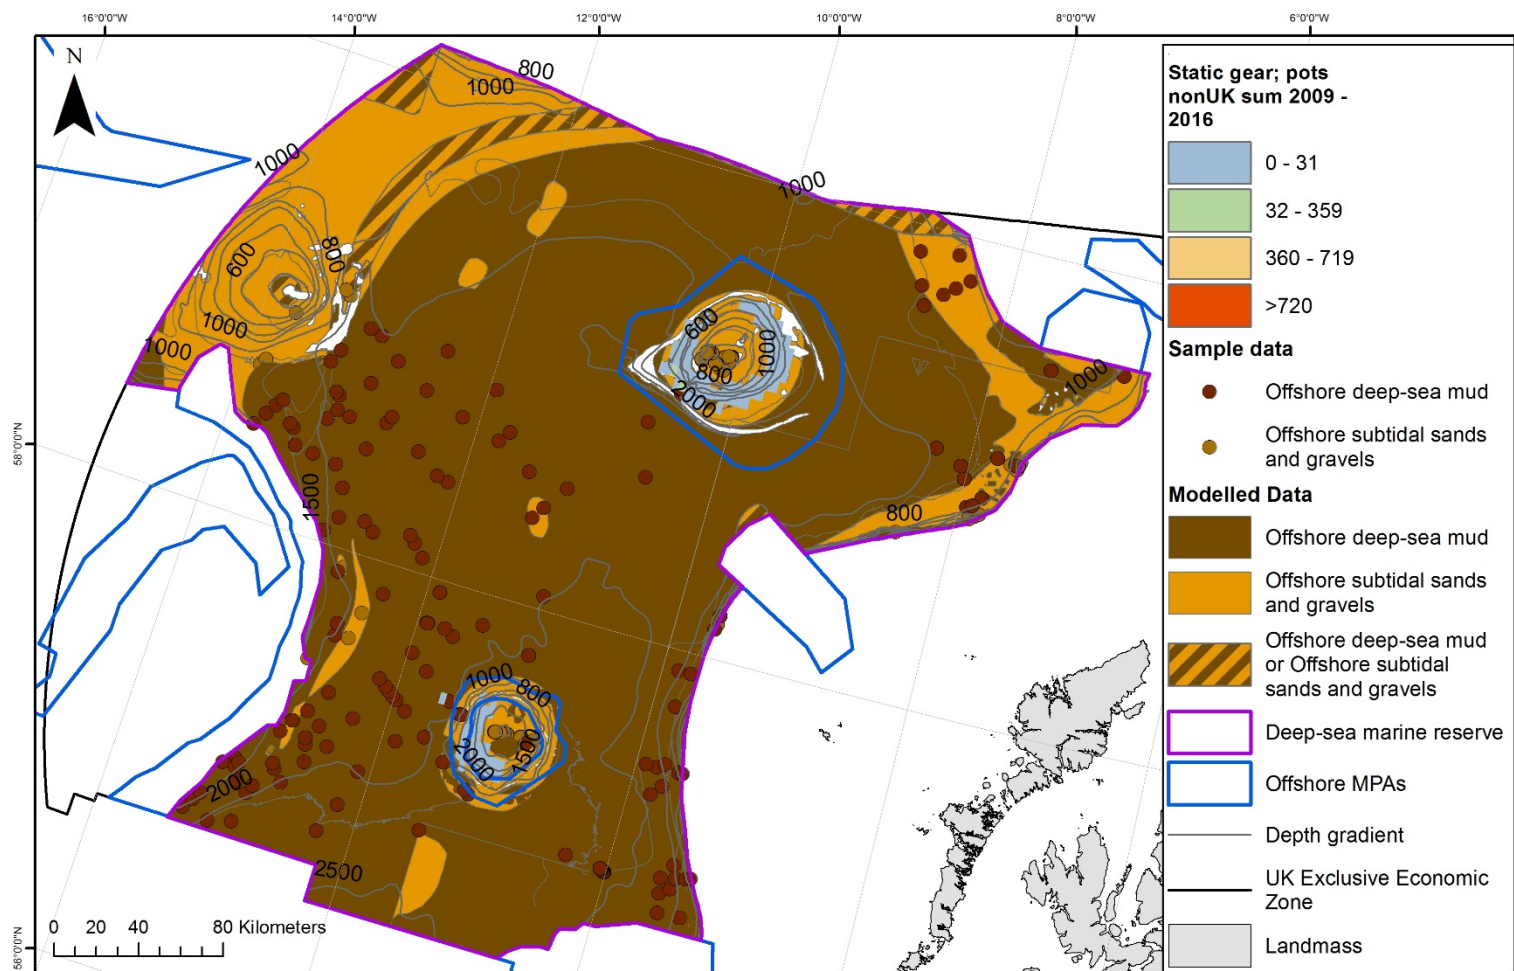 16°0'0"W
14°0'0"W
12°0'0"W
10°0'0"W
8°0'0"W
6°0'0"W
N
800
1000
1000
1000
600
800
1000
1000
600
1000
800
2000
1000
58°0'0"N
1500
800
1000
800
2000
1500
2000
2500
0 20 40 80 Kilometers
56°0'0"N
Static gear; pots
nonUK sum 2009 -
2016
0 - 31
32 - 359
360 - 719
>720
Sample data
Offshore deep-sea mud
Offshore subtidal sands
and gravels
Modelled Data
Offshore deep-sea mud
Offshore subtidal sands
and gravels
Offshore deep-sea mud
or Offshore subtidal
sands and gravels
Deep-sea marine reserve
Offshore MPAs
Depth gradient
UK Exclusive Economic
Zone
Landmass